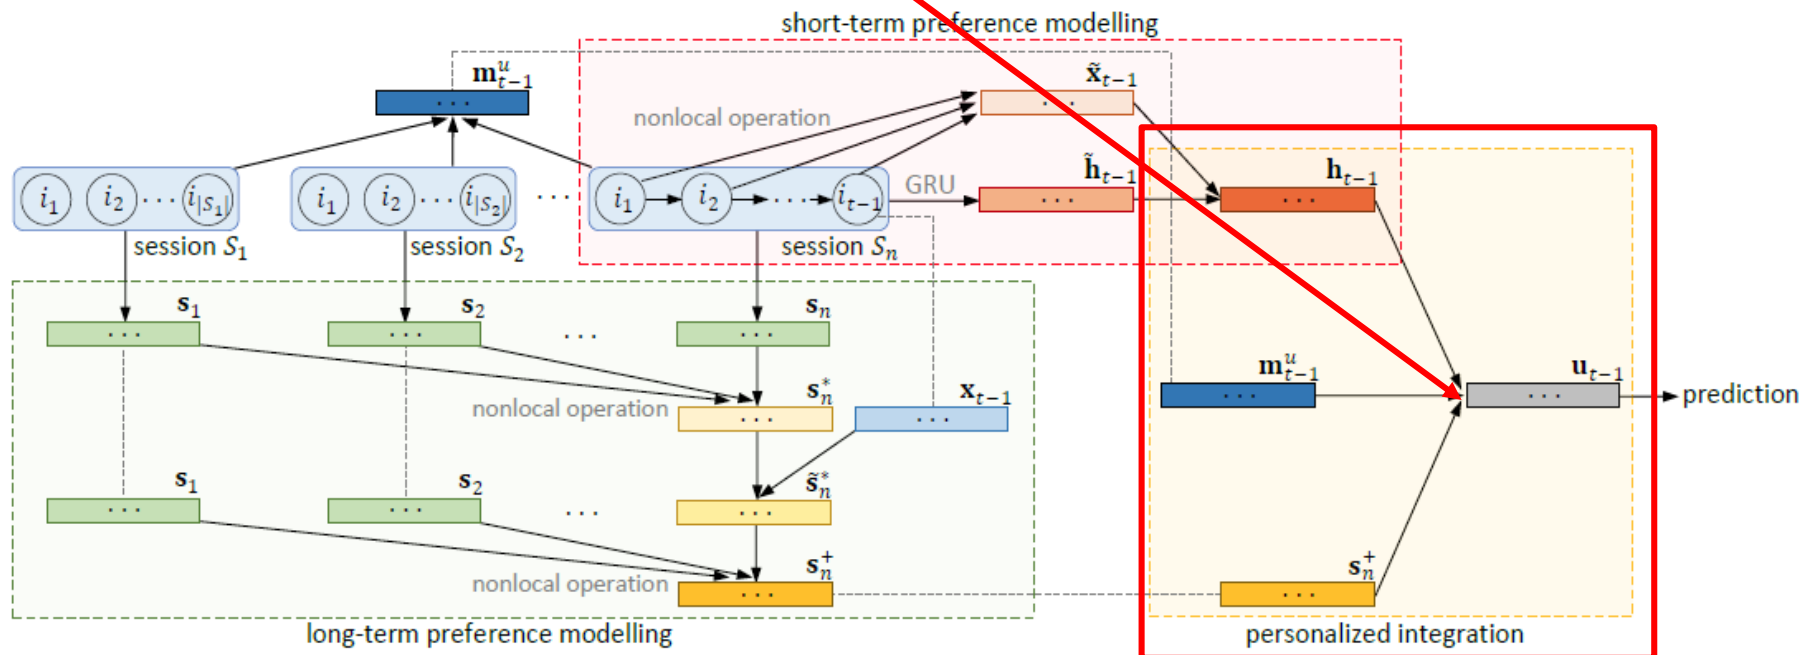 short-term preference modelling
m^u_{t−1}
· · ·
x̃_{t−1}
· · ·
nonlocal operation
i_1 i_2 · · · i_{|S_1|}
i_1 i_2 · · · i_{|S_2|}
· · ·
i_1 i_2 · · · i_{t−1}
GRU
h̃_{t−1}
· · ·
h_{t−1}
· · ·
session S_1
session S_2
session S_n
s_1
· · ·
s_2
· · ·
· · ·
s_n
· · ·
nonlocal operation
s^*_n
· · ·
x_{t−1}
· · ·
m^u_{t−1}
· · ·
u_{t−1}
· · ·
prediction
s_1
· · ·
s_2
· · ·
· · ·
s̃^*_n
· · ·
nonlocal operation
s^+_n
· · ·
s^+_n
· · ·
long-term preference modelling
personalized integration